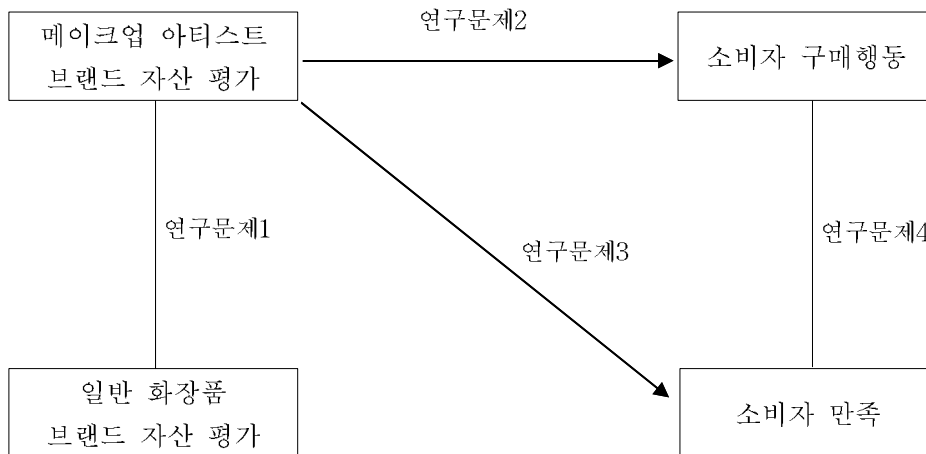 연구문제2
메이크업 아티스트
브랜드 자산 평가
소비자 구매행동
연구문제1
연구문제3
연구문제4
일반 화장품
브랜드 자산 평가
소비자 만족